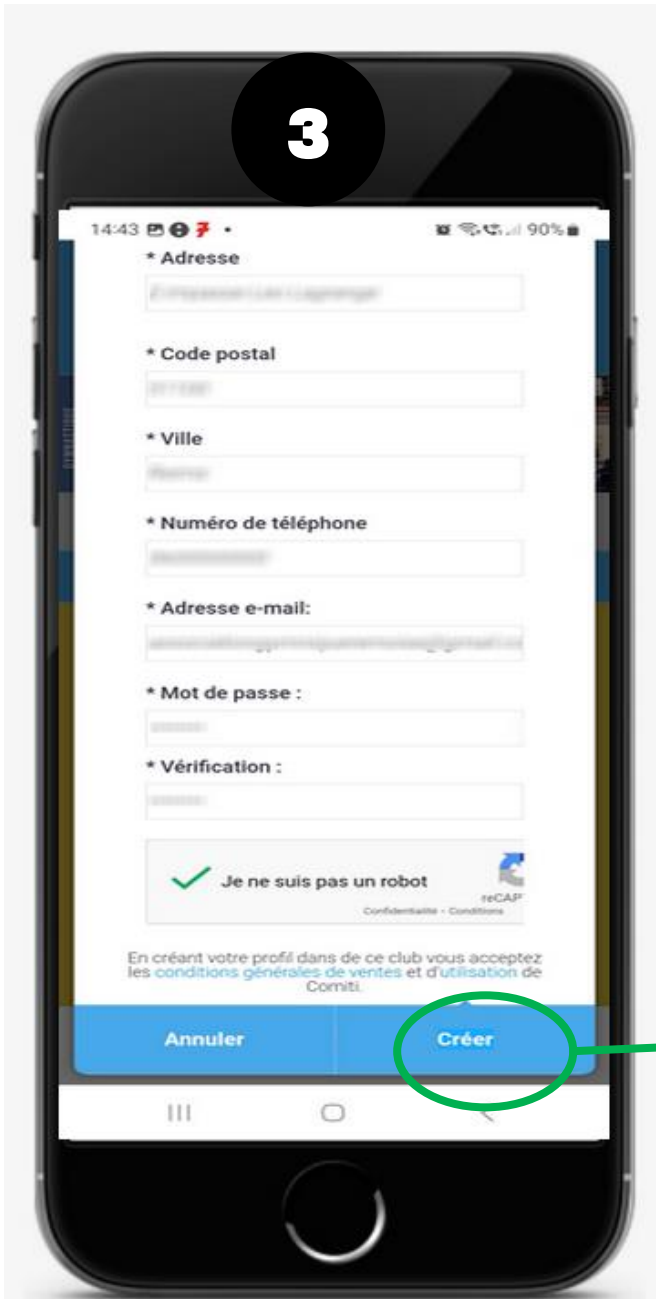 3
14:43
90%
* Adresse
* Code postal
* Ville
* Numéro de téléphone
* Adresse e-mail:
* Mot de passe :
* Vérification :
Je ne suis pas un robot
reCAP
Confidentialité - Conditions
En créant votre profil dans de ce club vous acceptez
les conditions générales de ventes et d'utilisation de
Comiti.
Annuler Créer